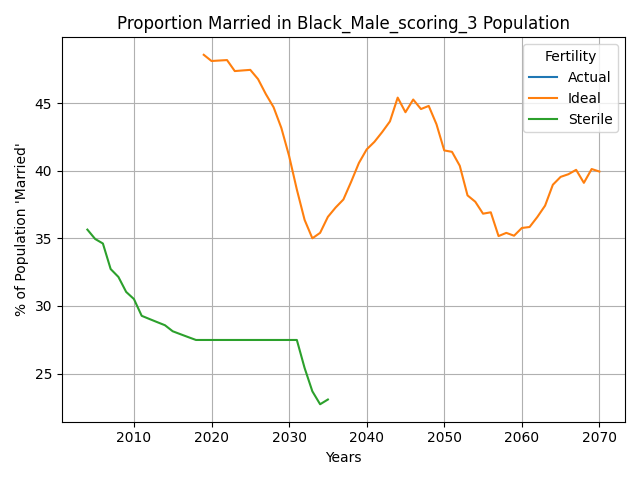 Proportion Married in Black_Male_scoring_3 Population
% of Population 'Married'
45
40
35
30
25
Fertility
Actual
Ideal
Sterile
2010
2020
2030
2040
2050
2060
2070
Years